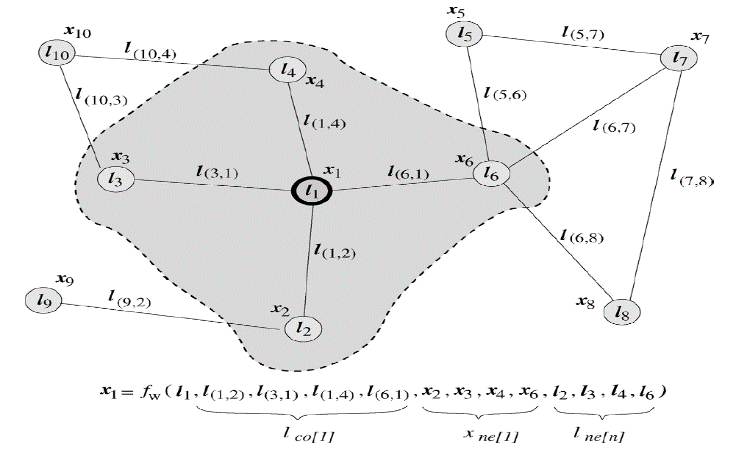 x5
x10 l5 l(5,7) x7
l10 l(10,4) l7
l4 x4
l(10,3) l(5,6)
l(1,4) l(6,7)
x3 x1 x6
l3 l(3,1) l1 l(6,1) l6 l(7,8)
l(1,2) l(6,8)
x9
l9 l(9,2) x2 x8
l2 l8
x1 = fw(l1, l(1,2), l(3,1), l(1,4), l(6,1), x2, x3, x4, x6, l2, l3, l4, l6)
l co[1] x ne[1] l ne[n]